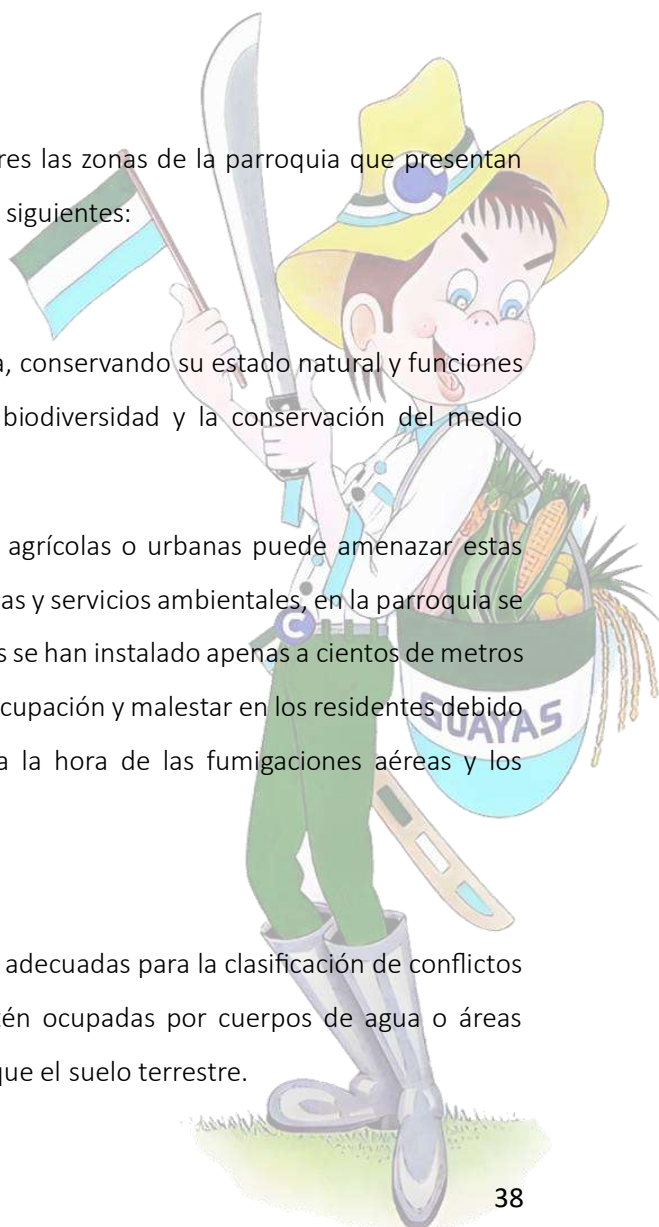 res las zonas de la parroquia que presentan
siguientes:
a, conservando su estado natural y funciones
biodiversidad y la conservación del medio
agrícolas o urbanas puede amenazar estas
as y servicios ambientales, en la parroquia se
s se han instalado apenas a cientos de metros
cupación y malestar en los residentes debido
a la hora de las fumigaciones aéreas y los
adecuadas para la clasificación de conflictos
tén ocupadas por cuerpos de agua o áreas
que el suelo terrestre.
C
C
GUAYAS
38